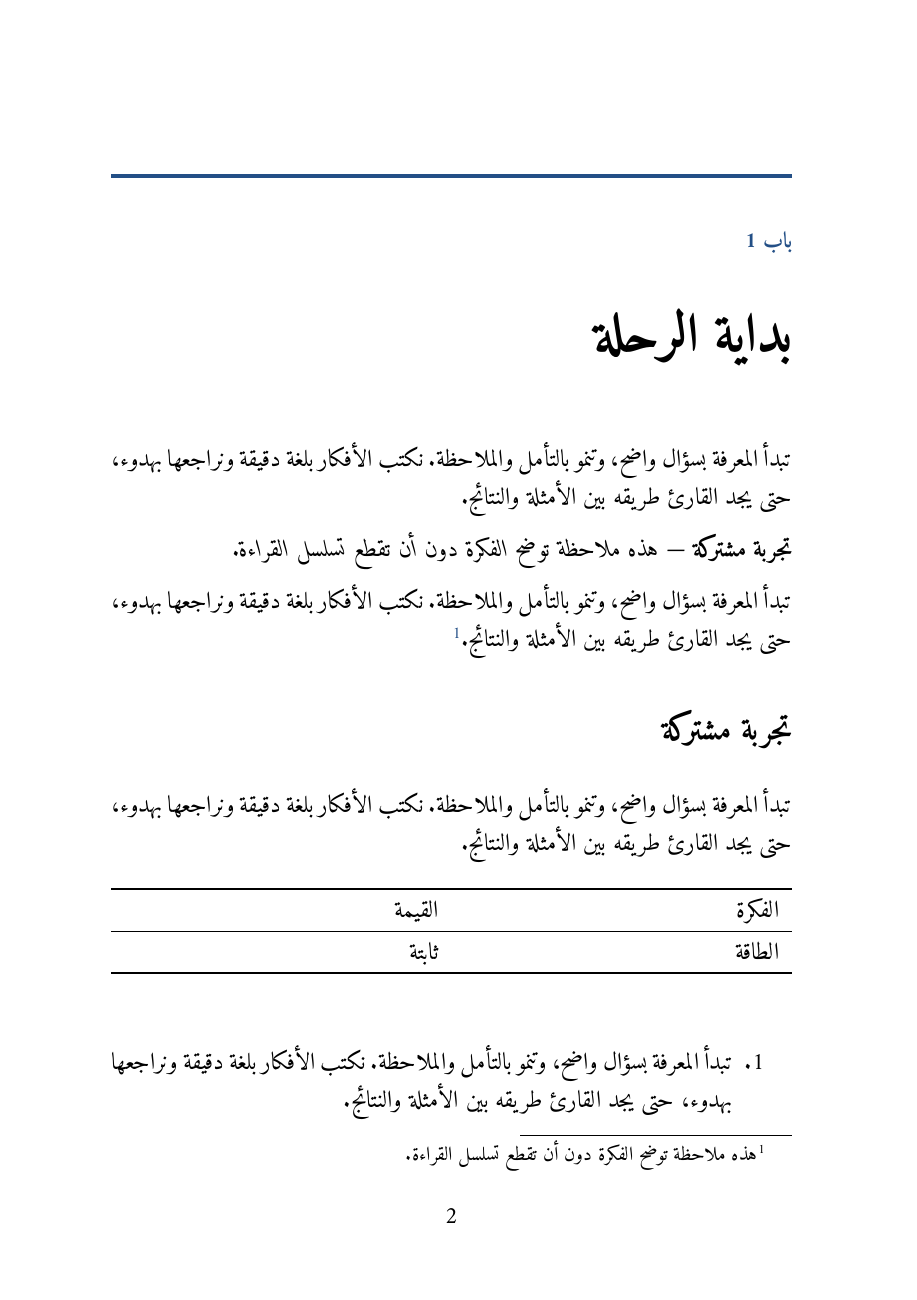 باب 1
بداية الرحلة
تبدأ المعرفة بسؤال واضح، وتنمو بالتأمل والملاحظة. نكتب الأفكار بلغة دقيقة ونراجعها بهدوء،
حتى يجد القارئ طريقه بين الأمثلة والنتائج.
تجربة مشتركة — هذه ملاحظة توضح الفكرة دون أن تقطع تسلسل القراءة.
تبدأ المعرفة بسؤال واضح، وتنمو بالتأمل والملاحظة. نكتب الأفكار بلغة دقيقة ونراجعها بهدوء،
حتى يجد القارئ طريقه بين الأمثلة والنتائج.1
تجربة مشتركة
تبدأ المعرفة بسؤال واضح، وتنمو بالتأمل والملاحظة. نكتب الأفكار بلغة دقيقة ونراجعها بهدوء،
حتى يجد القارئ طريقه بين الأمثلة والنتائج.
الفكرة القيمة
الطاقة ثابتة
1. تبدأ المعرفة بسؤال واضح، وتنمو بالتأمل والملاحظة. نكتب الأفكار بلغة دقيقة ونراجعها
بهدوء، حتى يجد القارئ طريقه بين الأمثلة والنتائج.
1 هذه ملاحظة توضح الفكرة دون أن تقطع تسلسل القراءة.
2